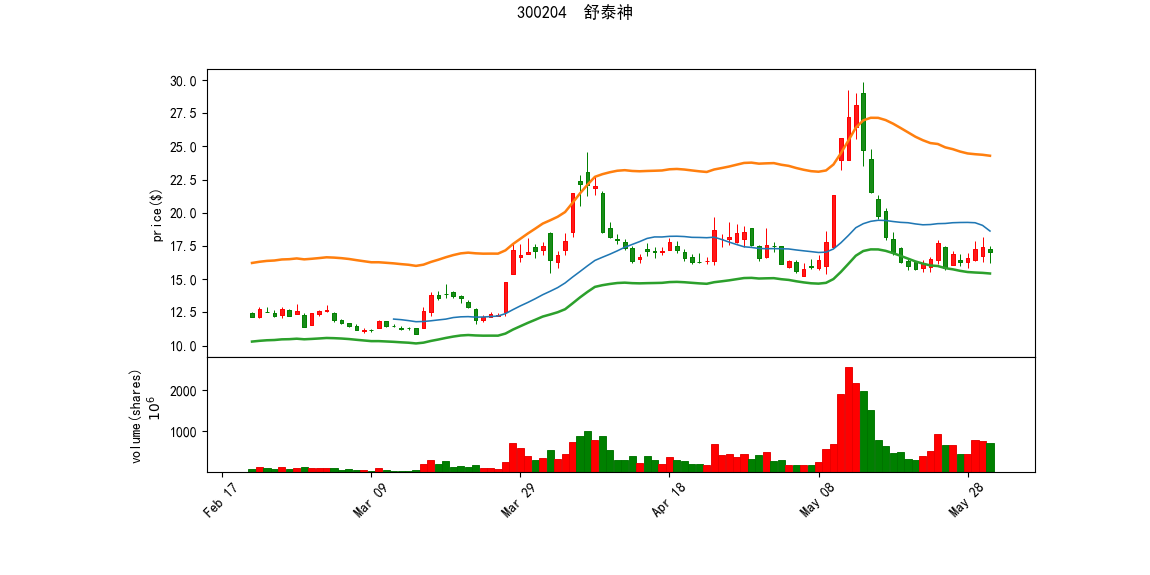 300204 舒泰神
price($)
30.0
27.5
25.0
22.5
20.0
17.5
15.0
12.5
10.0
volume(shares)
10^6
2000
1000
Feb 17
Mar 09
Mar 29
Apr 18
May 08
May 28